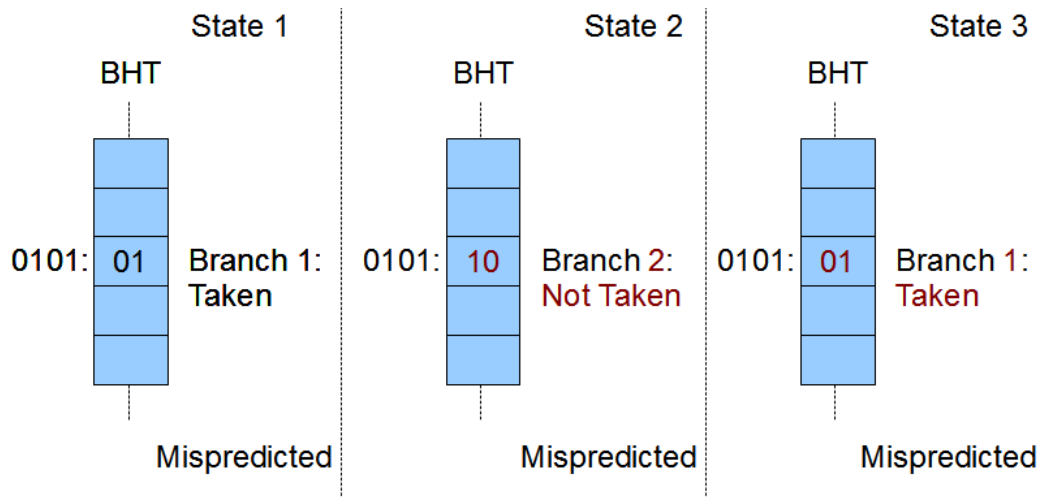 State 1
BHT
0101: 01 Branch 1:
Taken
Mispredicted
State 2
BHT
0101: 10 Branch 2:
Not Taken
Mispredicted
State 3
BHT
0101: 01 Branch 1:
Taken
Mispredicted